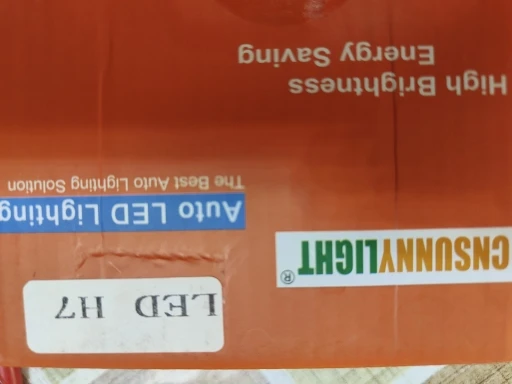 LED H7
CNSUNNYLIGHT®
Auto LED Lighting
The Best Auto Lighting Solution
High Brightness
Energy Saving